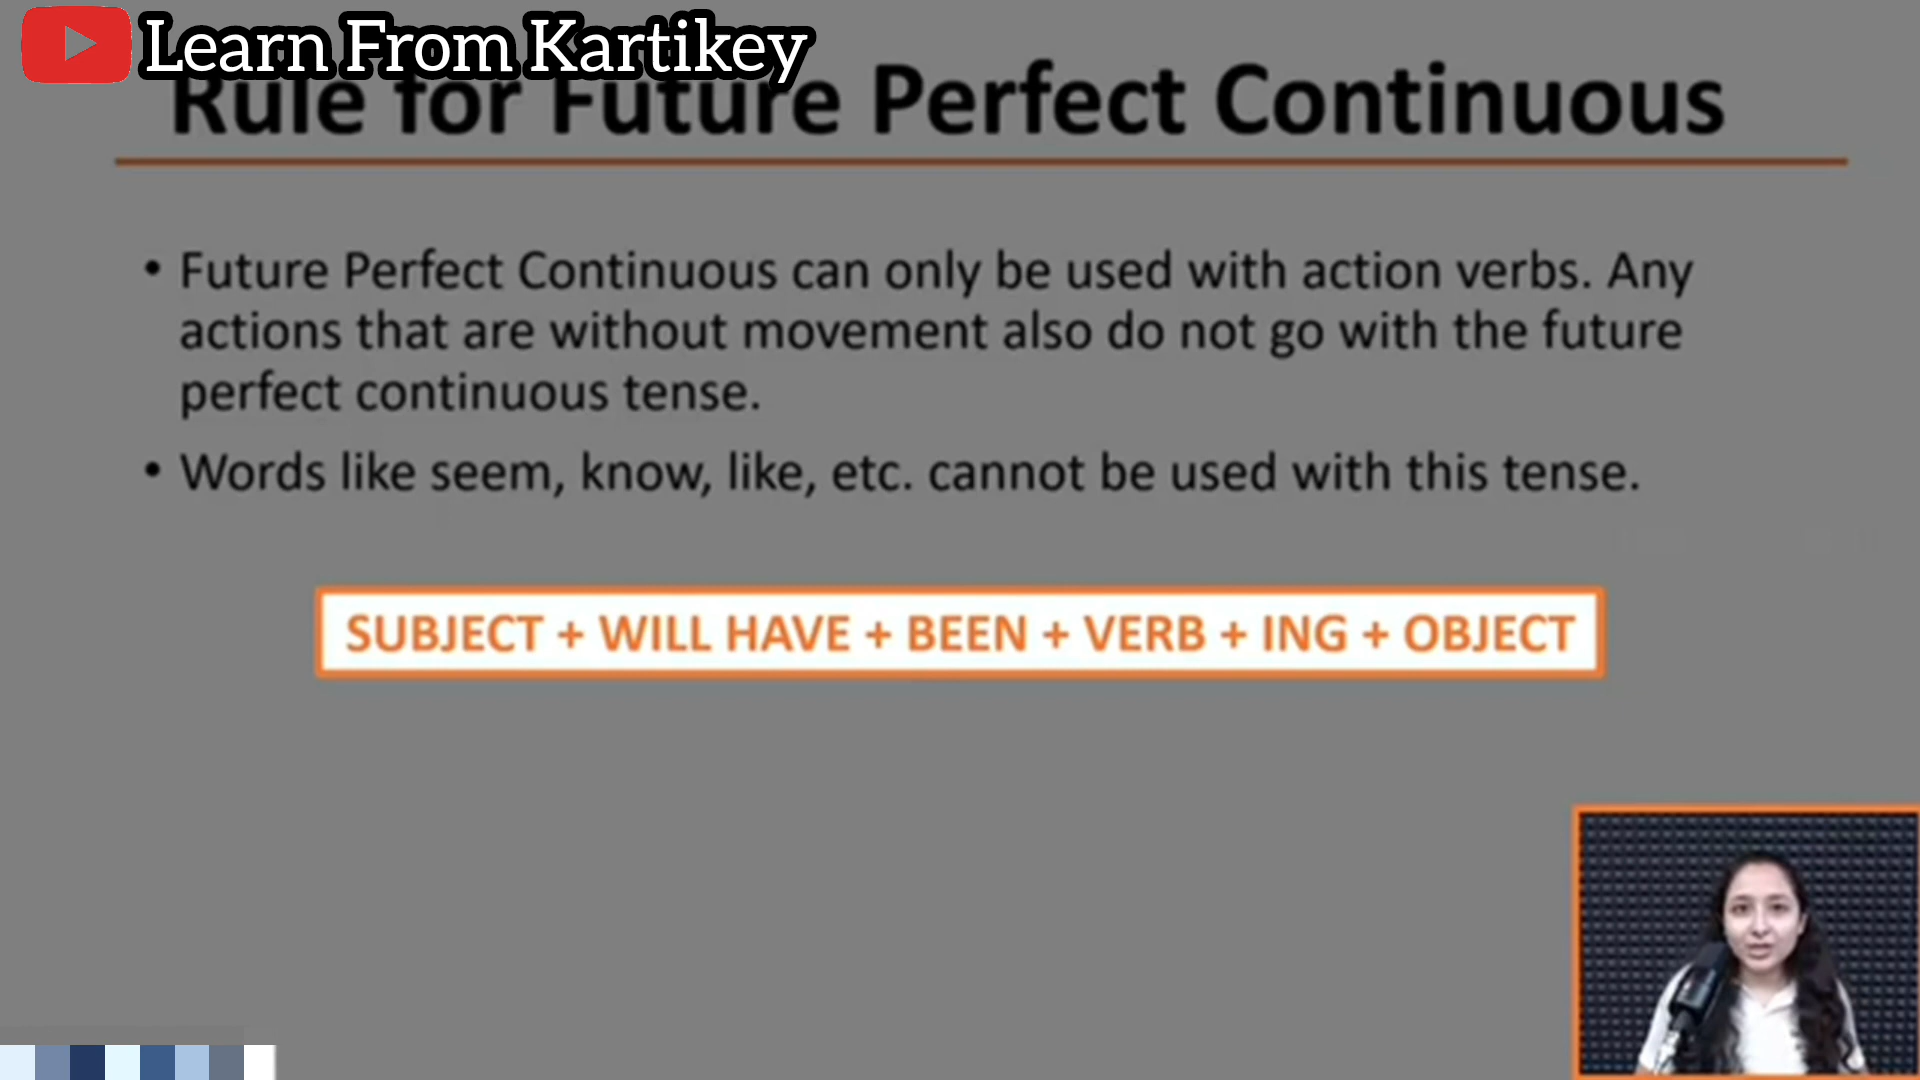 Learn From Kartikey
Rule for Future Perfect Continuous
• Future Perfect Continuous can only be used with action verbs. Any
actions that are without movement also do not go with the future
perfect continuous tense.
• Words like seem, know, like, etc. cannot be used with this tense.
SUBJECT + WILL HAVE + BEEN + VERB + ING + OBJECT